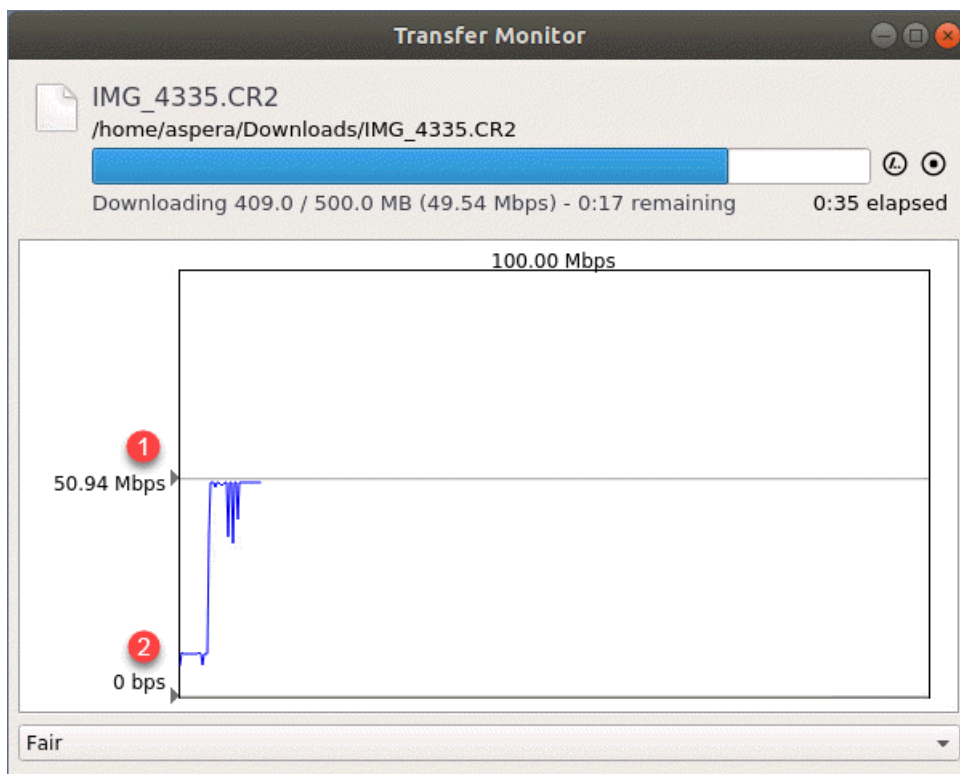 Transfer Monitor
IMG_4335.CR2
/home/aspera/Downloads/IMG_4335.CR2
Downloading 409.0 / 500.0 MB (49.54 Mbps) - 0:17 remaining 0:35 elapsed
100.00 Mbps
1
50.94 Mbps
2
0 bps
Fair